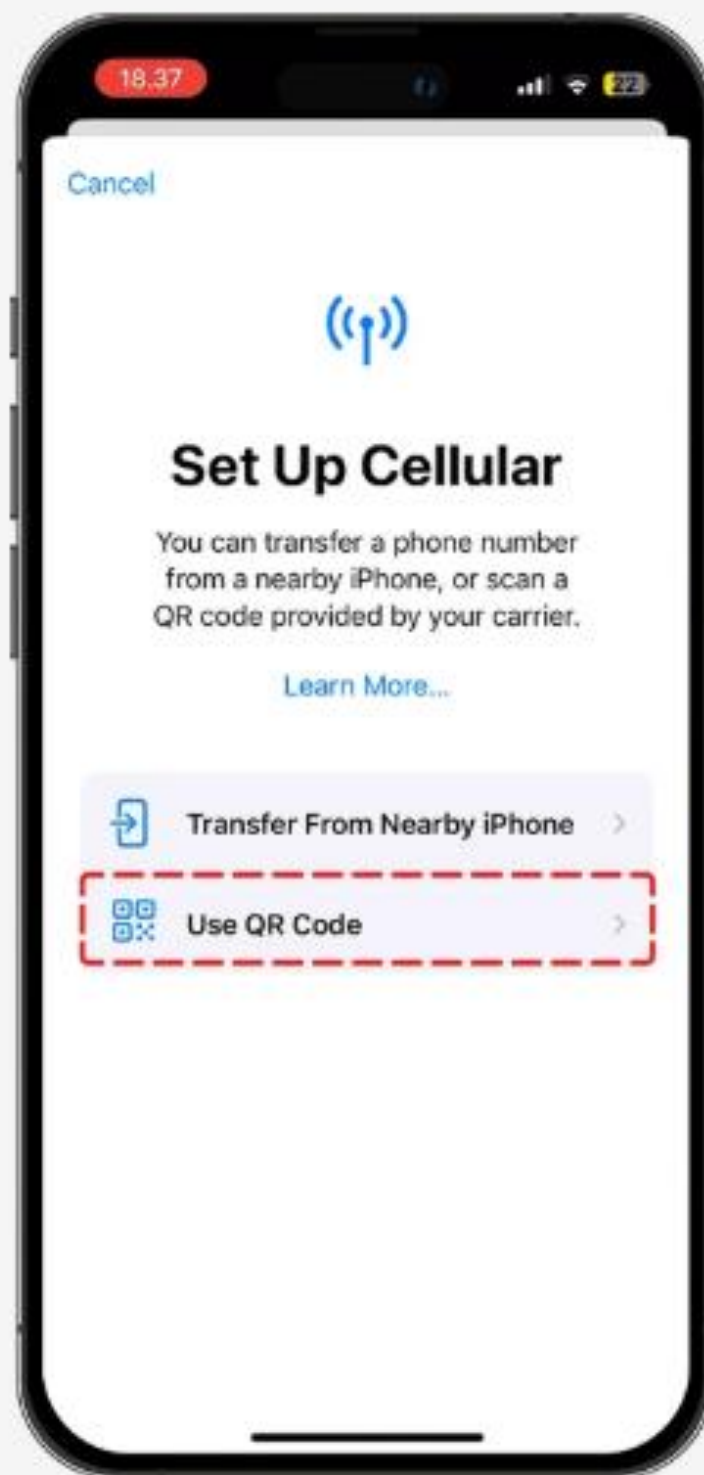 18.37
22
Cancel
Set Up Cellular
You can transfer a phone number
from a nearby iPhone, or scan a
QR code provided by your carrier.
Learn More...
Transfer From Nearby iPhone
Use QR Code